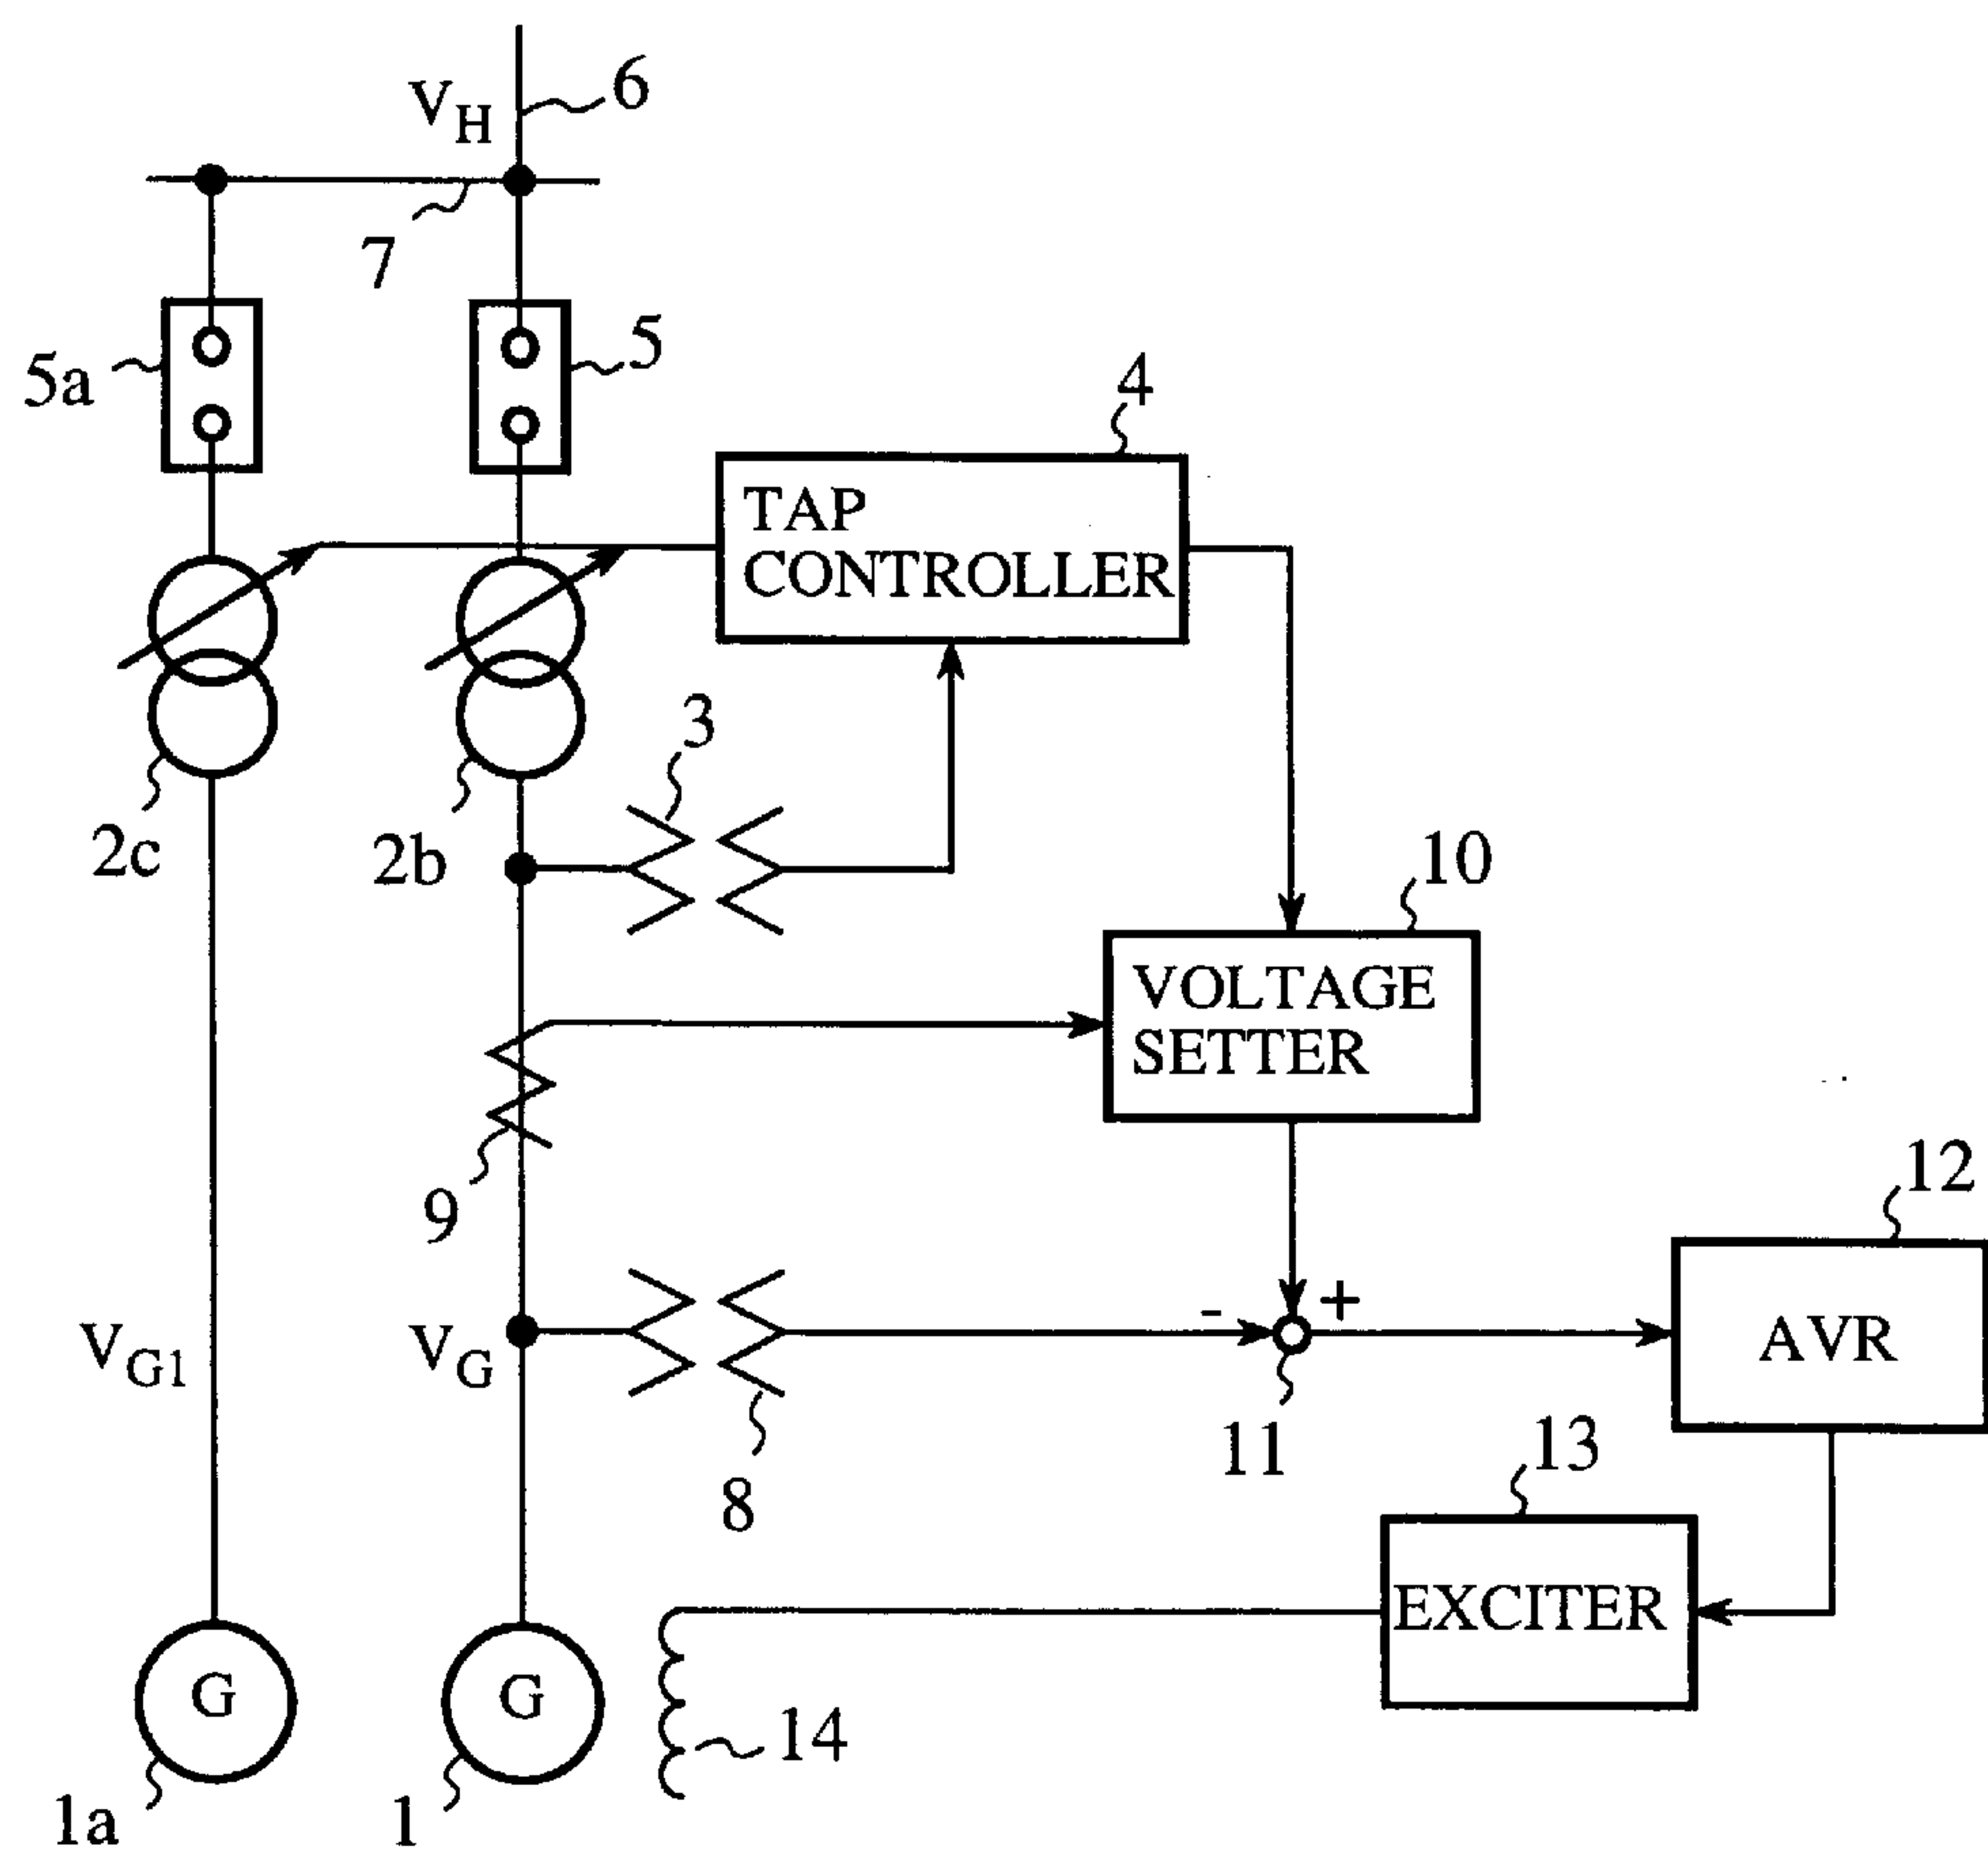 V_H
6
7
5a
5
4
TAP
CONTROLLER
3
2c
2b
10
VOLTAGE
SETTER
9
12
V_G1
V_G
-
+
AVR
11
8
13
EXCITER
G
G
14
1a
1